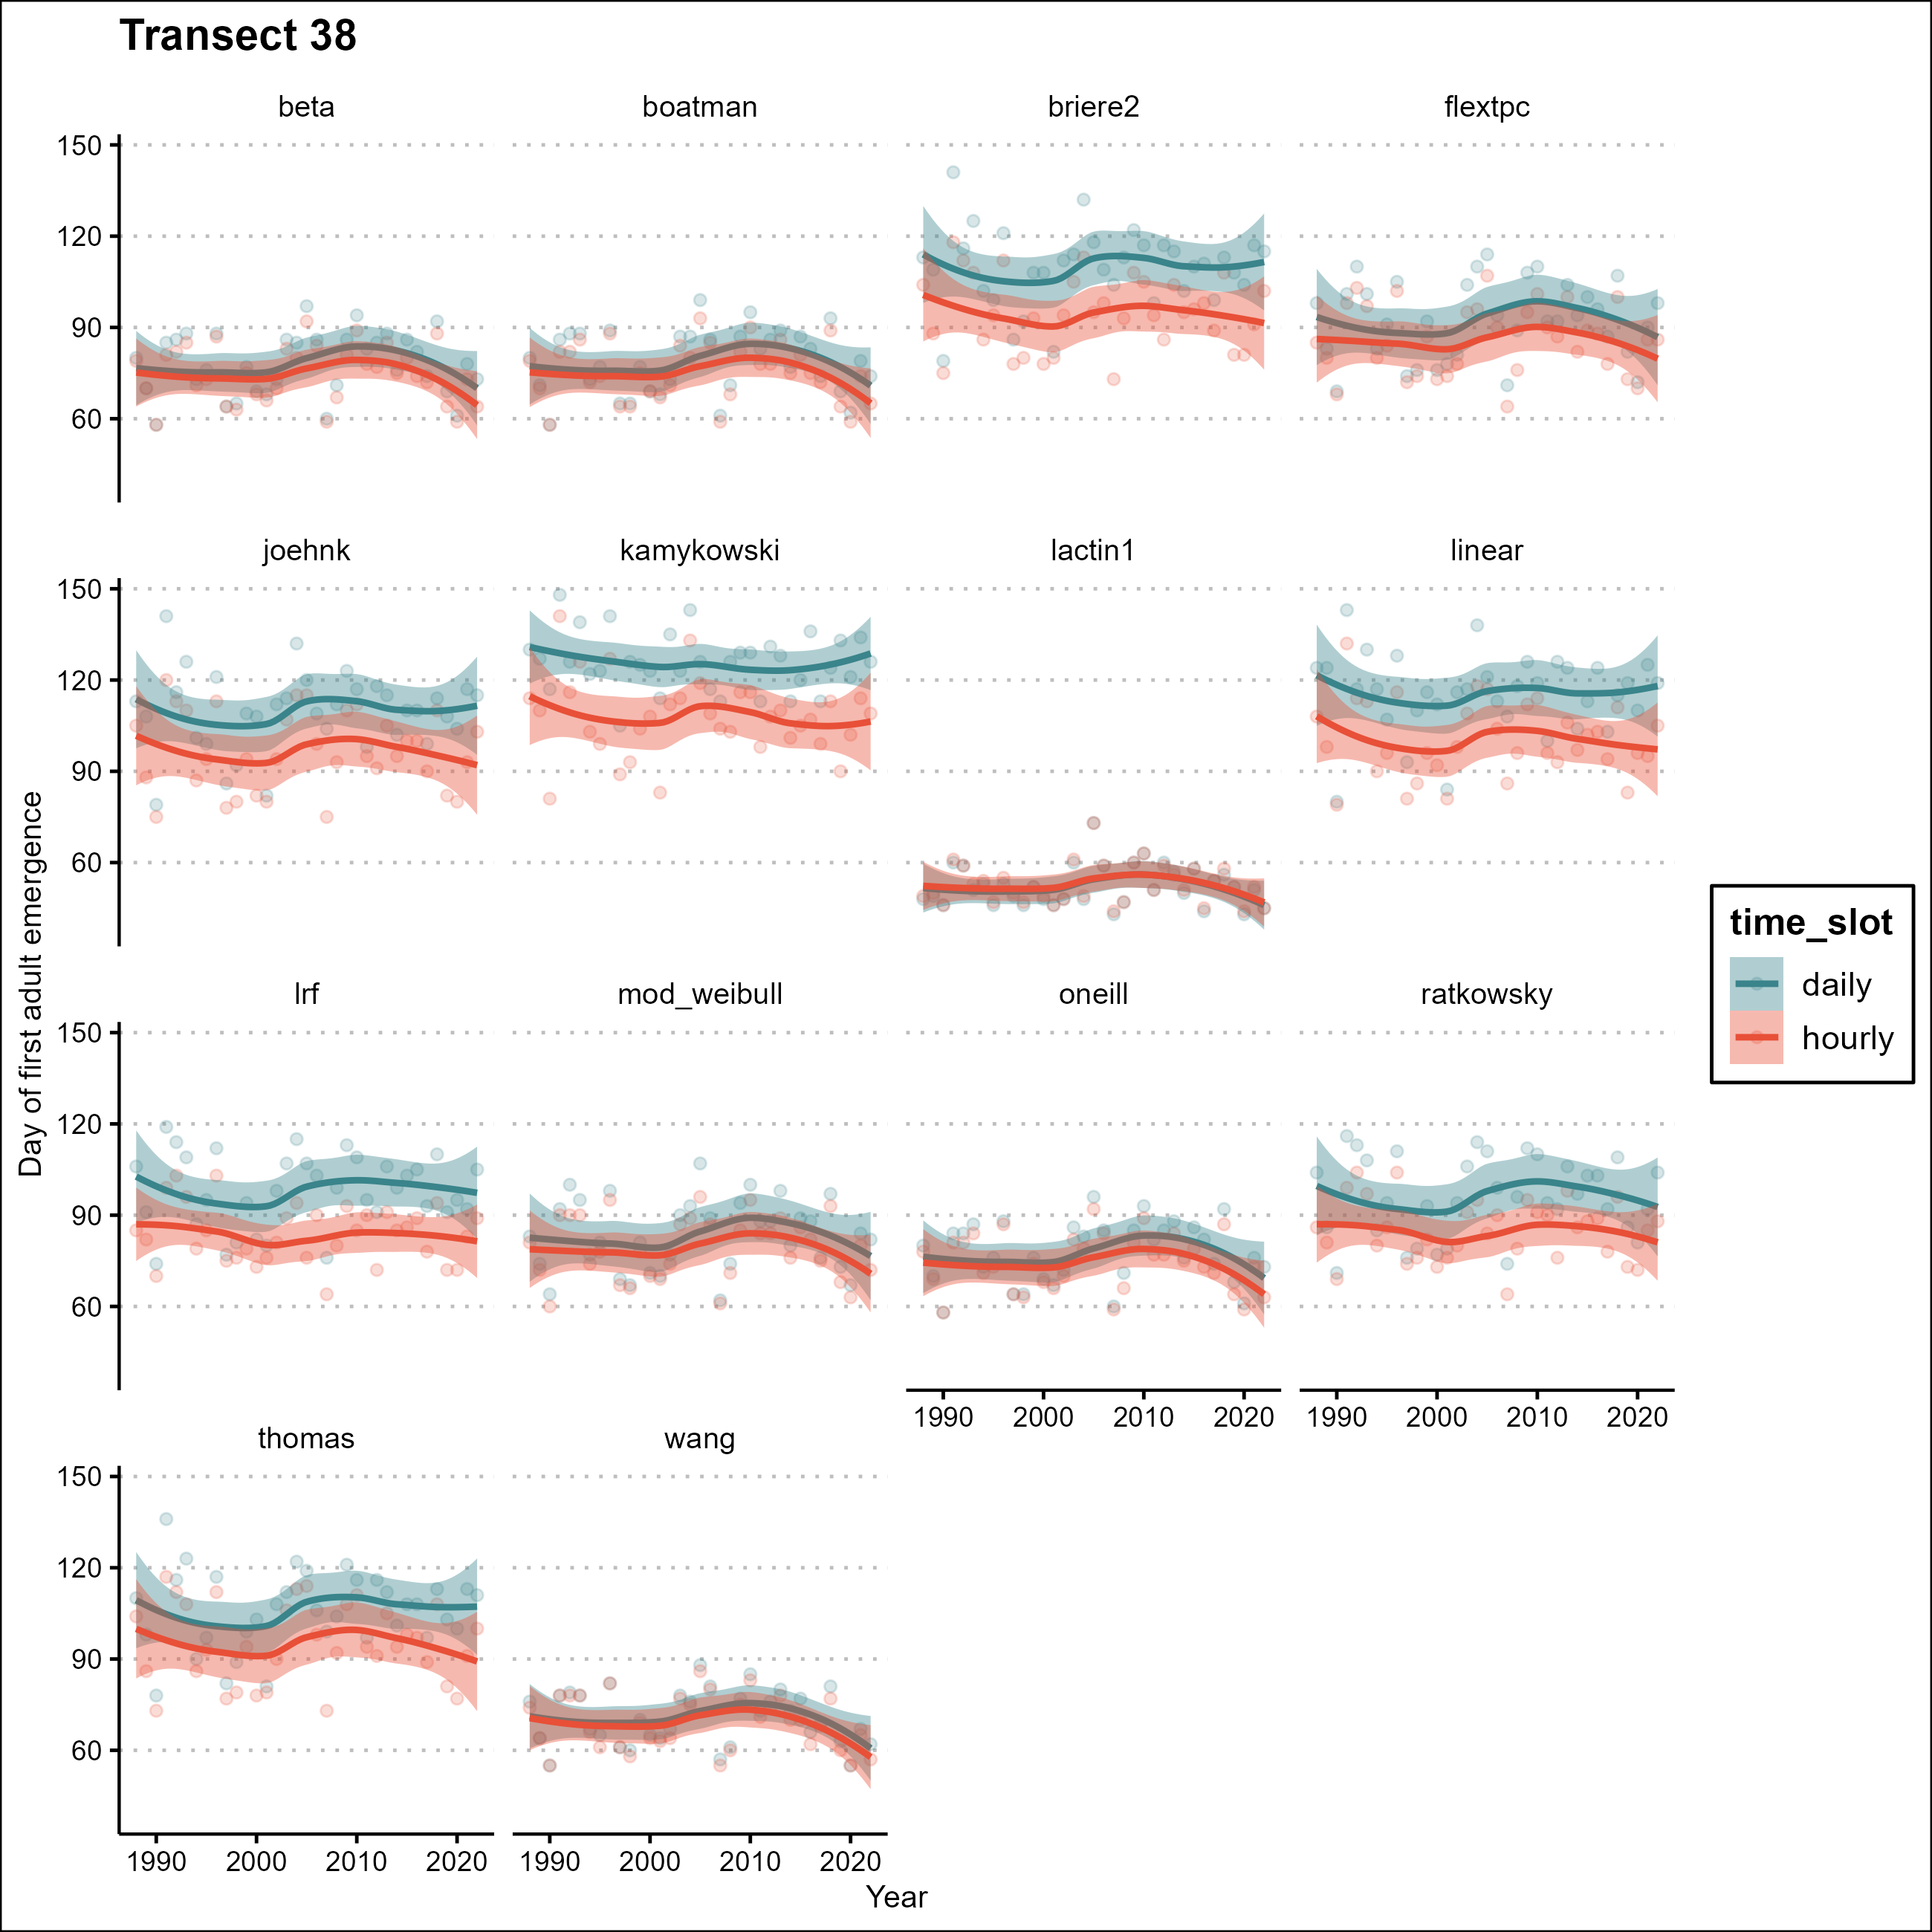 Transect 38
beta boatman briere2 flextpc
150
120
90
60
joehnk kamykowski lactin1 linear
150
120
90
60
Day of first adult emergence
time_slot
daily
hourly
lrf mod_weibull oneill ratkowsky
150
120
90
60
1990 2000 2010 2020 1990 2000 2010 2020
thomas wang
150
120
90
60
1990 2000 2010 2020 1990 2000 2010 2020
Year